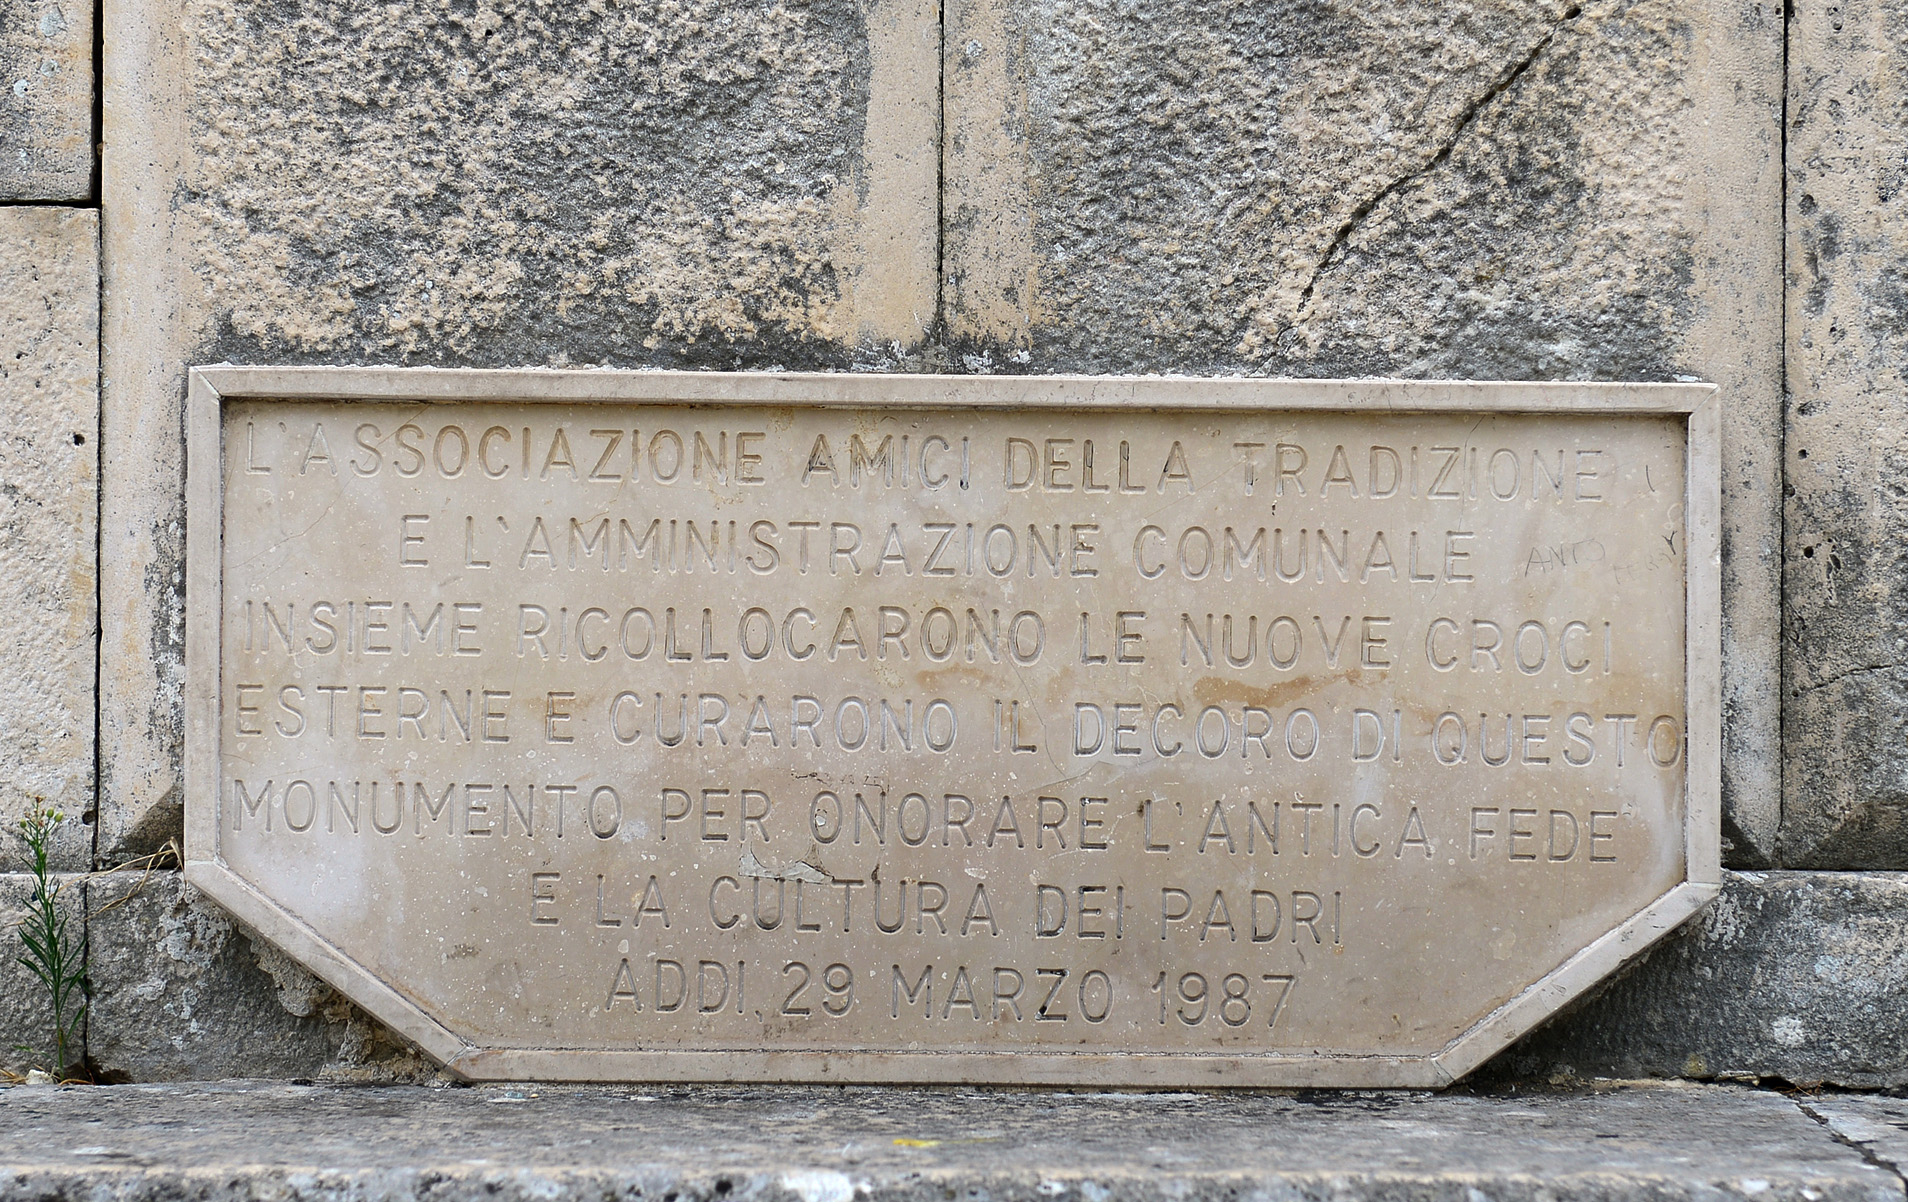 L'ASSOCIAZIONE AMICI DELLA TRADIZIONE
E L'AMMINISTRAZIONE COMUNALE
INSIEME RICOLLOCARONO LE NUOVE CROCI
ESTERNE E CURARONO IL DECORO DI QUESTO
MONUMENTO PER ONORARE L'ANTICA FEDE
E LA CULTURA DEI PADRI
ADDI 29 MARZO 1987